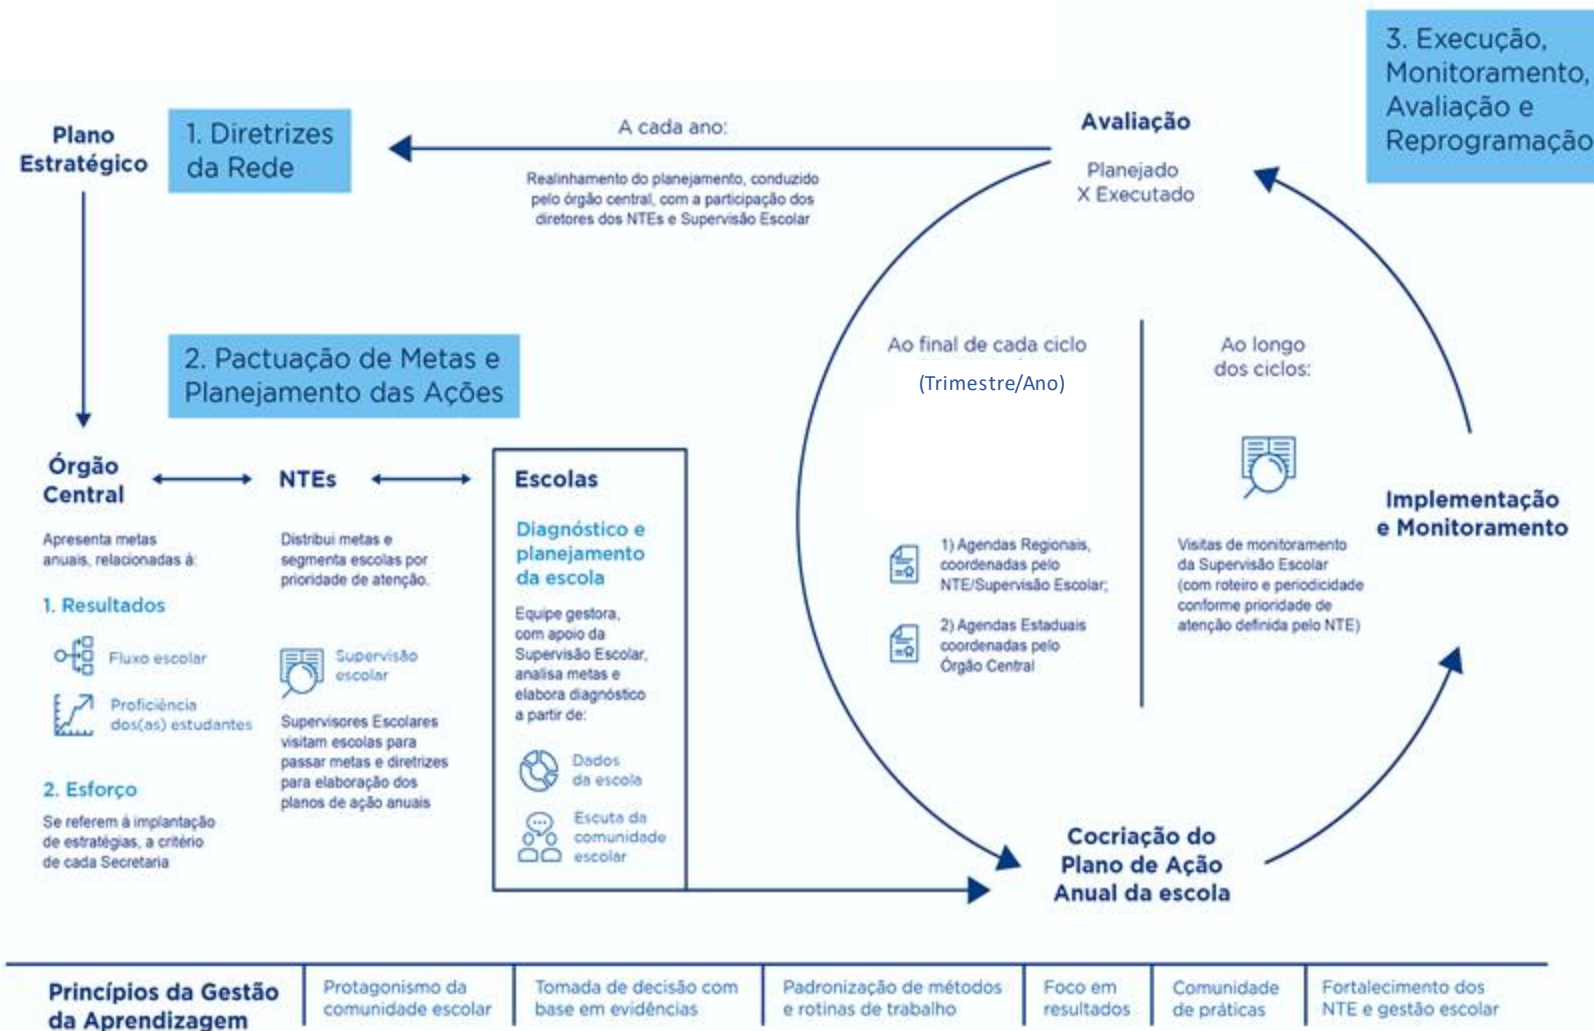 3. Execução,
Monitoramento,
Avaliação e
Reprogramação
Plano
Estratégico
1. Diretrizes
da Rede
A cada ano:
Realinhamento do planejamento, conduzido
pelo órgão central, com a participação dos
diretores dos NTEs e Supervisão Escolar
Avaliação
Planejado
X Executado
2. Pactuação de Metas e
Planejamento das Ações
Ao final de cada ciclo
(Trimestre/Ano)
Ao longo
dos ciclos:
Órgão
Central
Apresenta metas
anuais, relacionadas à:
1. Resultados
Fluxo escolar
Proficiência
dos(as) estudantes
2. Esforço
Se referem à implantação
de estratégias, a critério
de cada Secretaria
NTEs
Distribui metas e
segmenta escolas por
prioridade de atenção.
Supervisão
escolar
Supervisores Escolares
visitam escolas para
passar metas e diretrizes
para elaboração dos
planos de ação anuais
Escolas
Diagnóstico e
planejamento
da escola
Equipe gestora,
com apoio da
Supervisão Escolar,
analisa metas e
elabora diagnóstico
a partir de:
Dados
da escola
Escuta da
comunidade
escolar
1) Agendas Regionais,
coordenadas pelo
NTE/Supervisão Escolar;
2) Agendas Estaduais
coordenadas pelo
Órgão Central
Visitas de monitoramento
da Supervisão Escolar
(com roteiro e periodicidade
conforme prioridade de
atenção definida pelo NTE)
Implementação
e Monitoramento
Cocriação do
Plano de Ação
Anual da escola
Princípios da Gestão
da Aprendizagem
Protagonismo da
comunidade escolar
Tomada de decisão com
base em evidências
Padronização de métodos
e rotinas de trabalho
Foco em
resultados
Comunidade
de práticas
Fortalecimento dos
NTE e gestão escolar